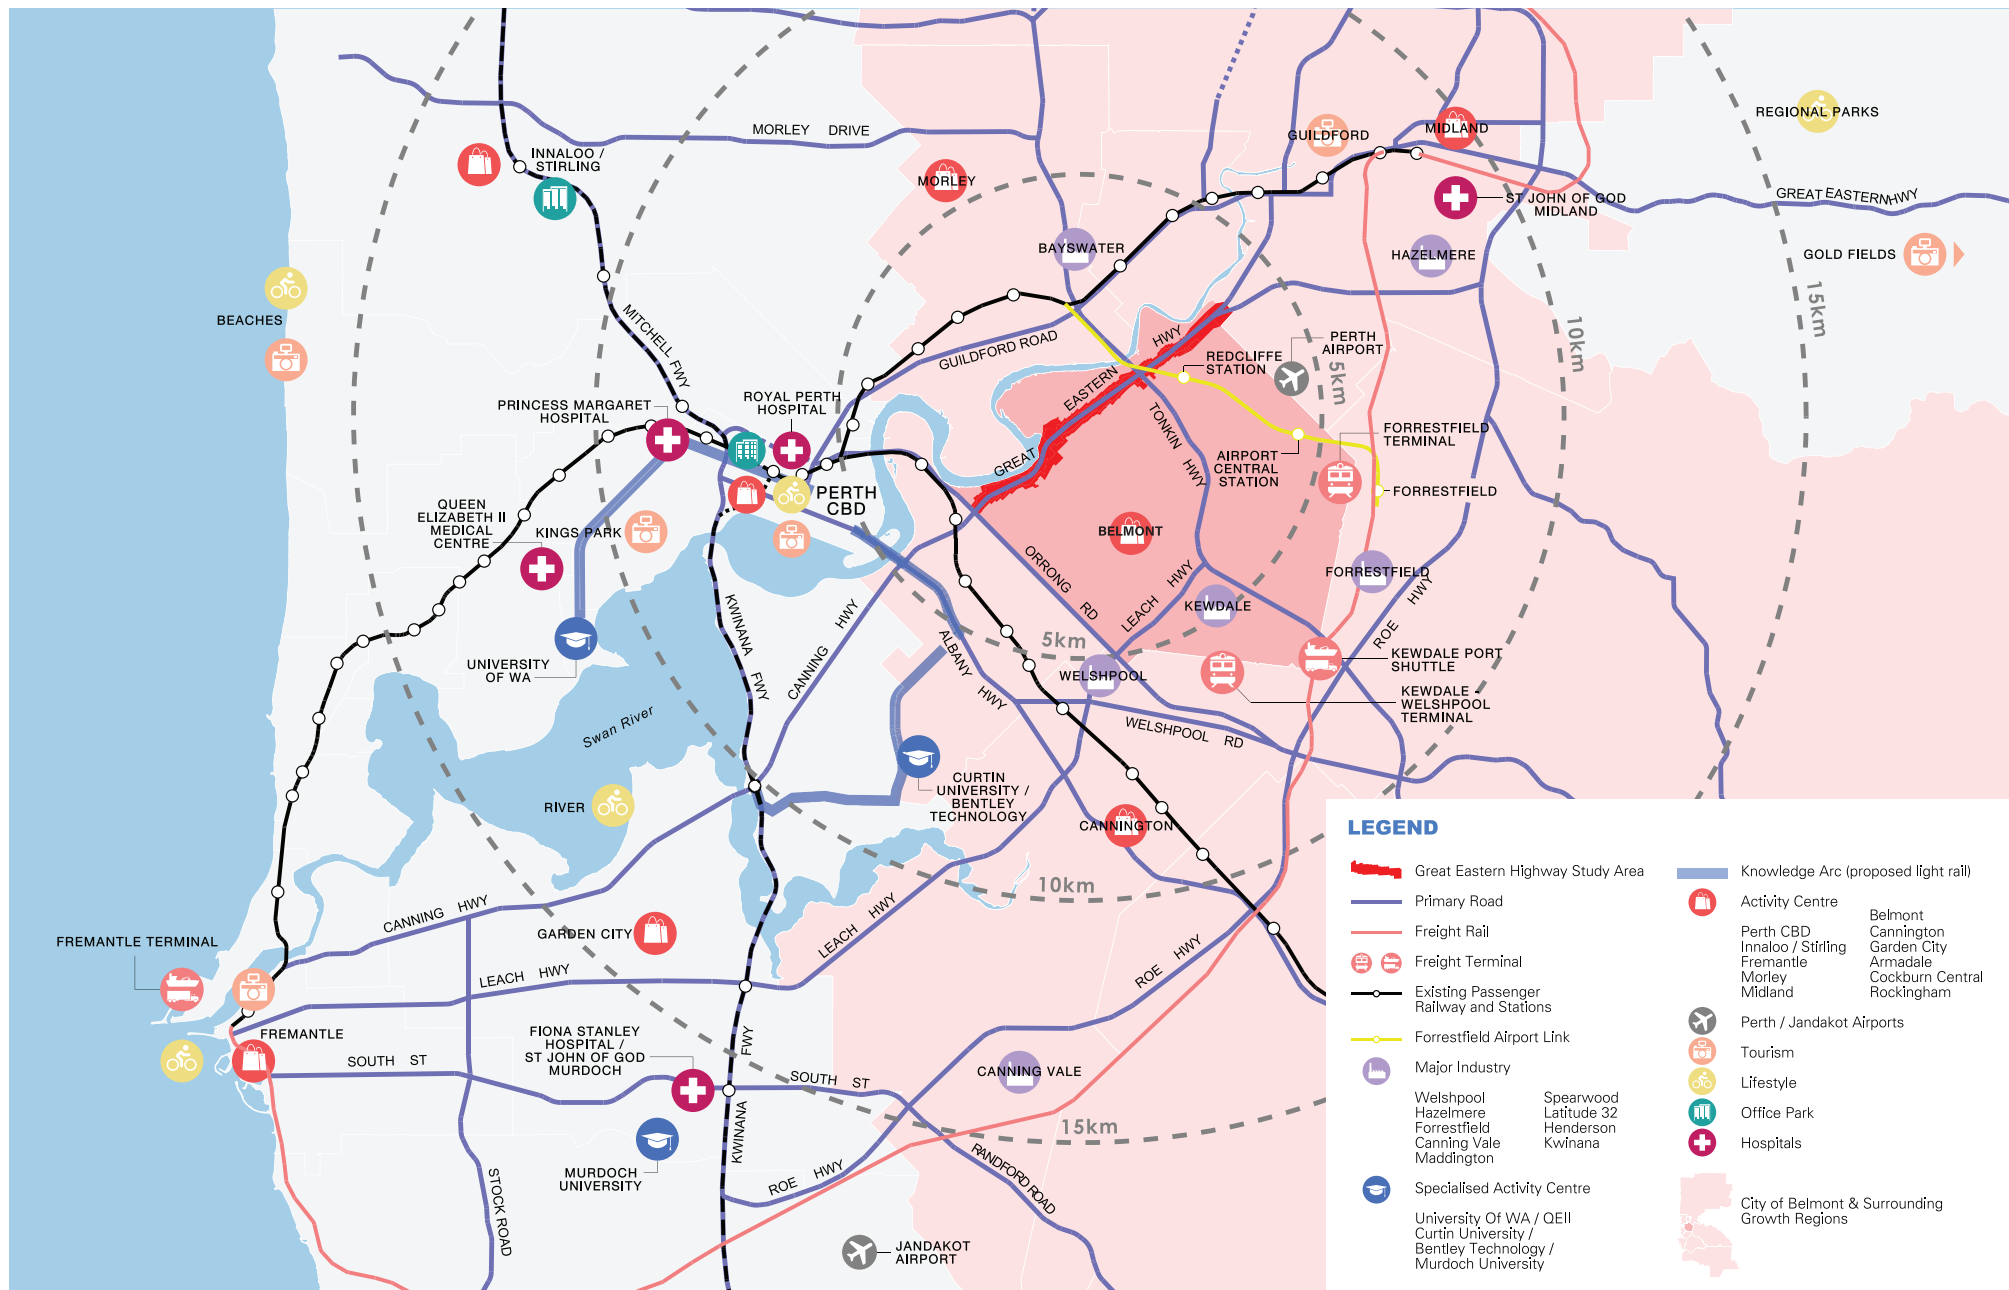 MORLEY DRIVE
INNALOO /
STIRLING
MORLEY
GUILDFORD
MIDLAND
REGIONAL PARKS
ST JOHN OF GOD
MIDLAND
GREAT EASTERN HWY
BAYSWATER
HAZELMERE
GOLD FIELDS
BEACHES
MITCHELL FWY
GUILDFORD ROAD
HWY
EASTERN
GREAT
REDCLIFFE
STATION
PERTH
AIRPORT
5km
10km
15km
PRINCESS MARGARET
HOSPITAL
ROYAL PERTH
HOSPITAL
TONKIN
HWY
FORRESTFIELD
TERMINAL
AIRPORT
CENTRAL
STATION
FORRESTFIELD
PERTH
CBD
QUEEN
ELIZABETH II
MEDICAL
CENTRE
KINGS PARK
BELMONT
ORRONG RD
LEACH HWY
KEWDALE
FORRESTFIELD
ROE HWY
KWINANA FWY
CANNING HWY
ALBANY HWY
5km
UNIVERSITY
OF WA
WELSHPOOL
KEWDALE PORT
SHUTTLE
KEWDALE -
WELSHPOOL
TERMINAL
WELSHPOOL RD
Swan River
RIVER
CURTIN
UNIVERSITY /
BENTLEY
TECHNOLOGY
CANNINGTON
10km
CANNING HWY
GARDEN CITY
LEACH HWY
LEACH HWY
ROE HWY
FREMANTLE TERMINAL
FREMANTLE
SOUTH ST
FIONA STANLEY
HOSPITAL /
ST JOHN OF GOD
MURDOCH
FWY
KWINANA
SOUTH ST
CANNING VALE
15km
MURDOCH
UNIVERSITY
ROE HWY
RANDFORD ROAD
STOCK ROAD
JANDAKOT
AIRPORT
LEGEND
Great Eastern Highway Study Area
Primary Road
Freight Rail
Freight Terminal
Existing Passenger
Railway and Stations
Forrestfield Airport Link
Major Industry
Welshpool
Hazelmere
Forrestfield
Canning Vale
Maddington
Spearwood
Latitude 32
Henderson
Kwinana
Specialised Activity Centre
University Of WA / QEII
Curtin University /
Bentley Technology /
Murdoch University
Knowledge Arc (proposed light rail)
Activity Centre
Perth CBD
Innaloo / Stirling
Fremantle
Morley
Midland
Belmont
Cannington
Garden City
Armadale
Cockburn Central
Rockingham
Perth / Jandakot Airports
Tourism
Lifestyle
Office Park
Hospitals
City of Belmont & Surrounding
Growth Regions